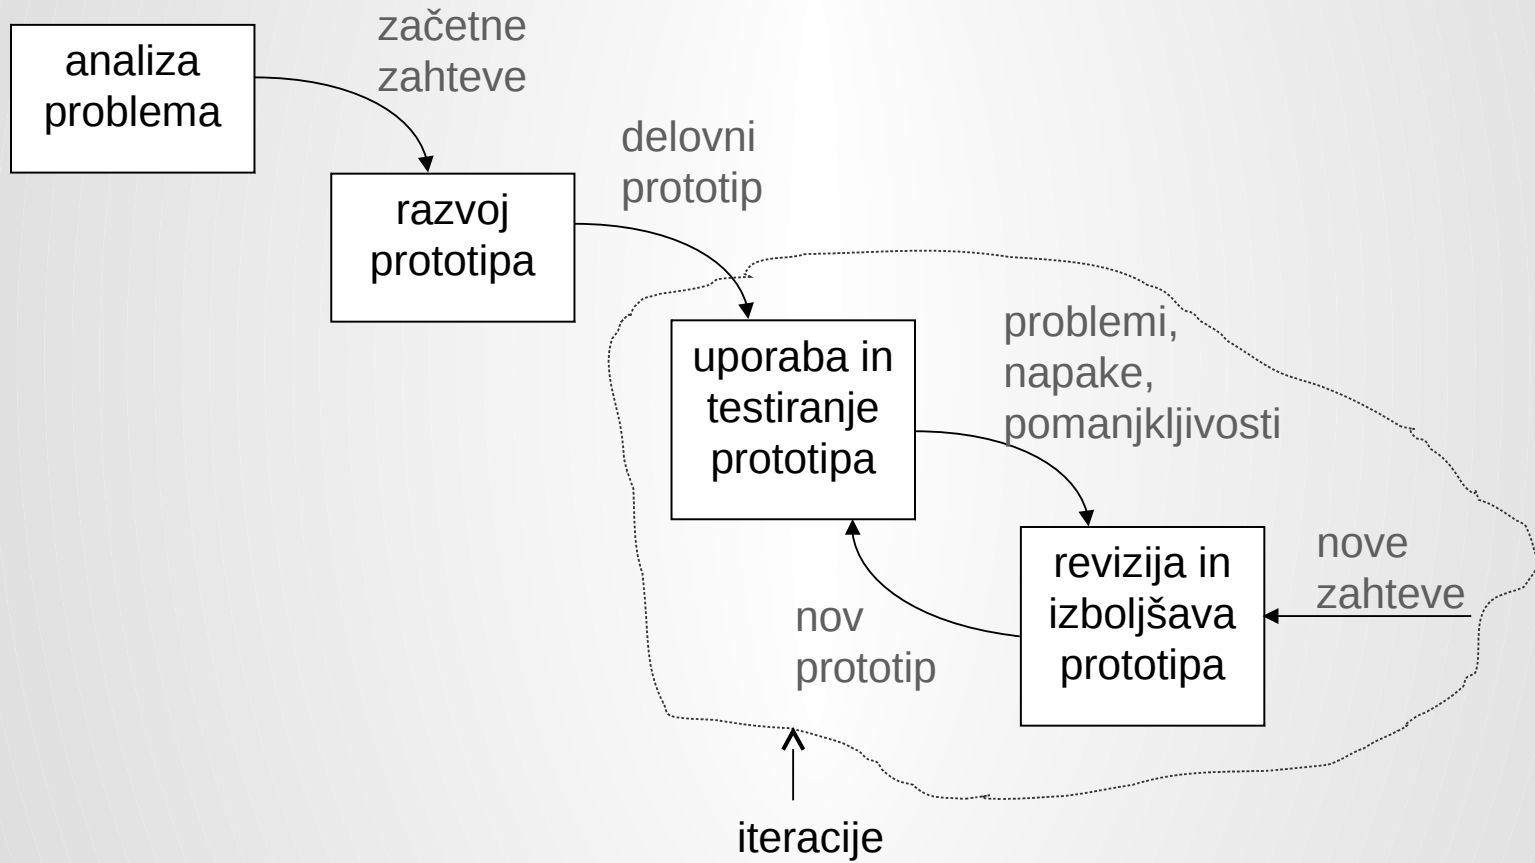 analiza
problema
začetne
zahteve
razvoj
prototipa
delovni
prototip
uporaba in
testiranje
prototipa
problemi,
napake,
pomanjkljivosti
revizija in
izboljšava
prototipa
nove
zahteve
nov
prototip
iteracije